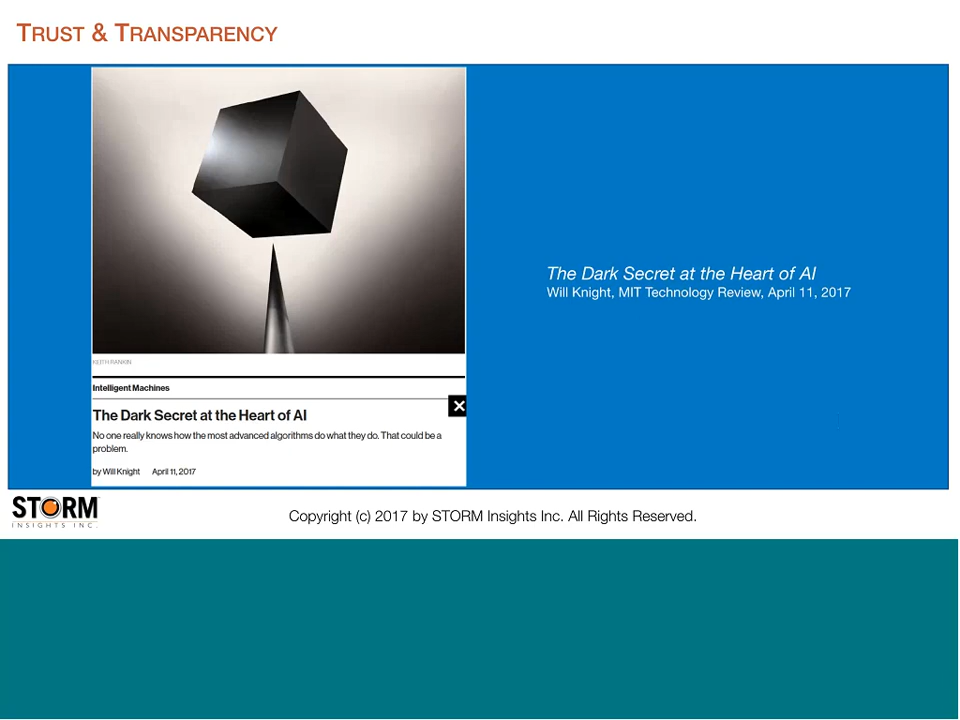 TRUST & TRANSPARENCY
The Dark Secret at the Heart of AI
Will Knight, MIT Technology Review, April 11, 2017
KEITH RANKIN
Intelligent Machines
The Dark Secret at the Heart of AI
No one really knows how the most advanced algorithms do what they do. That could be a
problem.
by Will Knight April 11, 2017
STORM
INSIGHTS INC.
Copyright (c) 2017 by STORM Insights Inc. All Rights Reserved.